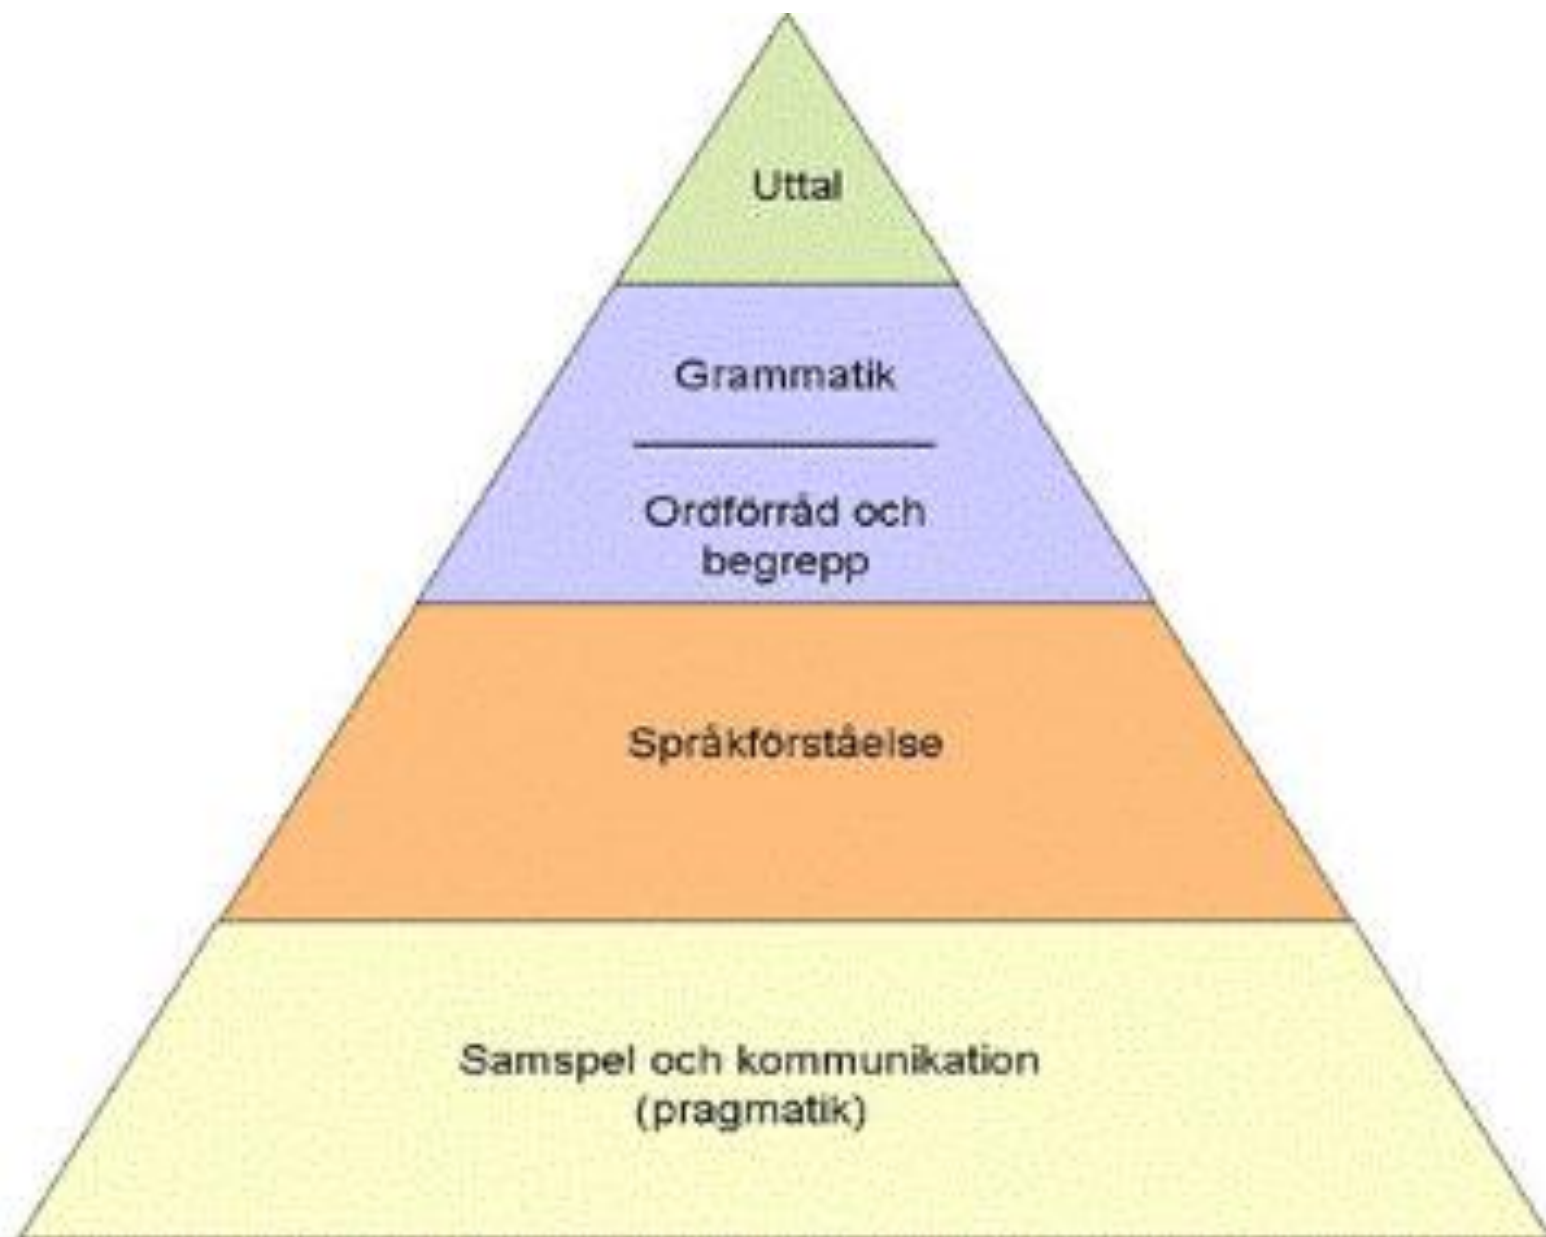 Uttal
Grammatik
Ordförråd och
begrepp
Språkförståelse
Samspel och kommunikation
(pragmatik)